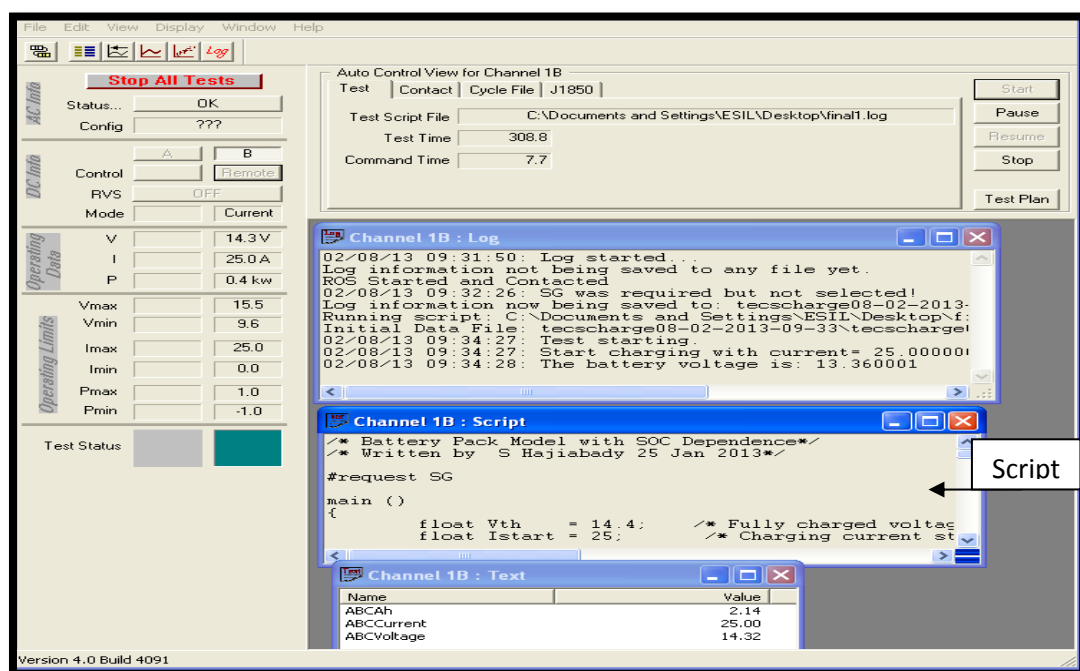 File Edit View Display Window Help
Log
Stop All Tests
AC Info
Status... OK
Config ???
DC Info
A B
Control Remote
RVS OFF
Mode Current
Operating Data
V 14.3 V
I 25.0 A
P 0.4 kw
Operating Limits
Vmax 15.5
Vmin 9.6
Imax 25.0
Imin 0.0
Pmax 1.0
Pmin -1.0
Test Status
Auto Control View for Channel 1B
Test Contact Cycle File J1850
Test Script File C:\Documents and Settings\ESIL\Desktop\final1.log
Test Time 308.8
Command Time 7.7
Start
Pause
Resume
Stop
Test Plan
Channel 1B : Log
02/08/13 09:31:50: Log started...
Log information not being saved to any file yet.
ROS Started and Contacted
02/08/13 09:32:26: SG was required but not selected!
Log information now being saved to: tecscharge08-02-2013-
Running script: C:\Documents and Settings\ESIL\Desktop\f:
Initial Data File: tecscharge08-02-2013-09-33\tecscharge
02/08/13 09:34:27: Test starting.
02/08/13 09:34:27: Start charging with current= 25.00000
02/08/13 09:34:28: The battery voltage is: 13.360001
Channel 1B : Script
/* Battery Pack Model with SOC Dependence*/
/* Written by S Hajiabady 25 Jan 2013*/
#request SG
main ()
{
float Vth = 14.4; /* Fully charged voltag
float Istart = 25; /* Charging current st
Script
Channel 1B : Text
Name Value
ABCAh 2.14
ABCCurrent 25.00
ABCVoltage 14.32
Version 4.0 Build 4091